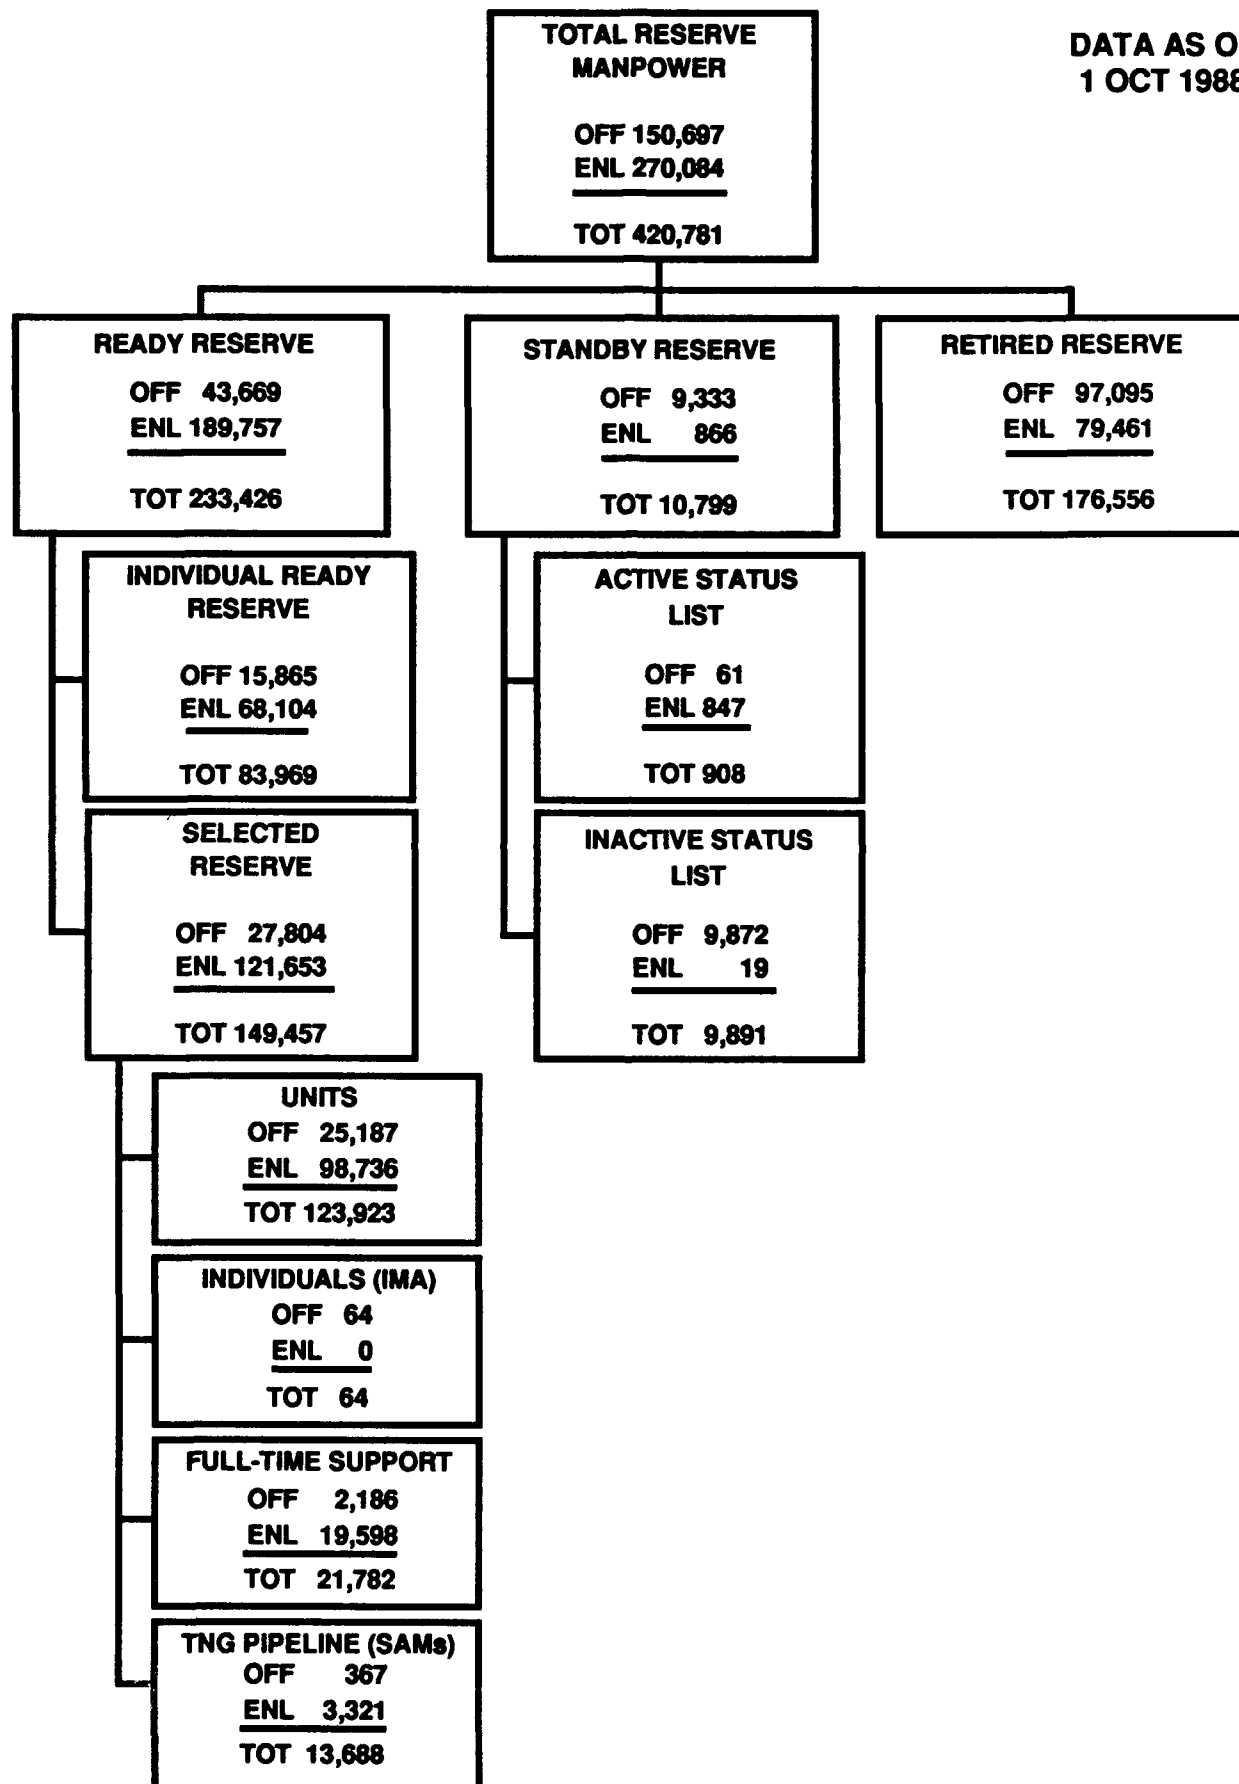 TOTAL RESERVE
MANPOWER
OFF 150,697
ENL 270,084
TOT 420,781
DATA AS O
1 OCT 1988
READY RESERVE
OFF 43,669
ENL 189,757
TOT 233,426
STANDBY RESERVE
OFF 9,333
ENL 866
TOT 10,799
RETIRED RESERVE
OFF 97,095
ENL 79,461
TOT 176,556
INDIVIDUAL READY
RESERVE
OFF 15,865
ENL 68,104
TOT 83,969
ACTIVE STATUS
LIST
OFF 61
ENL 847
TOT 908
SELECTED
RESERVE
OFF 27,804
ENL 121,653
TOT 149,457
INACTIVE STATUS
LIST
OFF 9,872
ENL 19
TOT 9,891
UNITS
OFF 25,187
ENL 98,736
TOT 123,923
INDIVIDUALS (IMA)
OFF 64
ENL 0
TOT 64
FULL-TIME SUPPORT
OFF 2,186
ENL 19,598
TOT 21,782
TNG PIPELINE (SAMs)
OFF 367
ENL 3,321
TOT 13,688